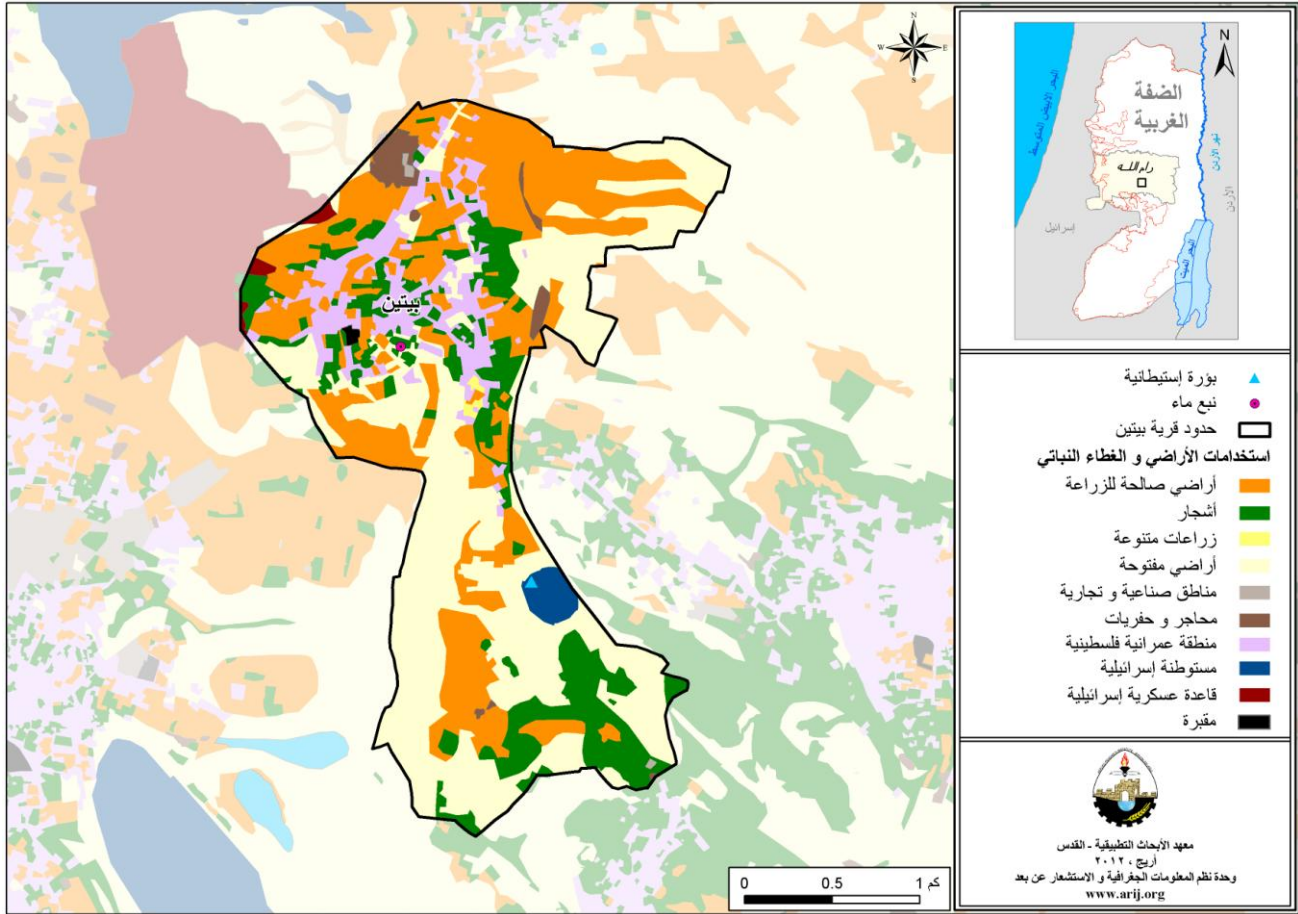 N
W
E
S
بيتين
0
0.5
1 كم
N
البحر الابيض المتوسط
الضفة
الغربية
نهر الاردن
رام اللـه
الأردن
إسرائيل
البحر الميت
بؤرة إستيطانية
نبع ماء
حدود قرية بيتين
استخدامات الأراضي و الغطاء النباتي
أراضي صالحة للزراعة
أشجار
زراعات متنوعة
أراضي مفتوحة
مناطق صناعية و تجارية
محاجر و حفريات
منطقة عمرانية فلسطينية
مستوطنة إسرائيلية
قاعدة عسكرية إسرائيلية
مقبرة
معهد الأبحاث التطبيقية - القدس
أريج ، ٢٠١٢
وحدة نظم المعلومات الجغرافية و الاستشعار عن بعد
www.arij.org